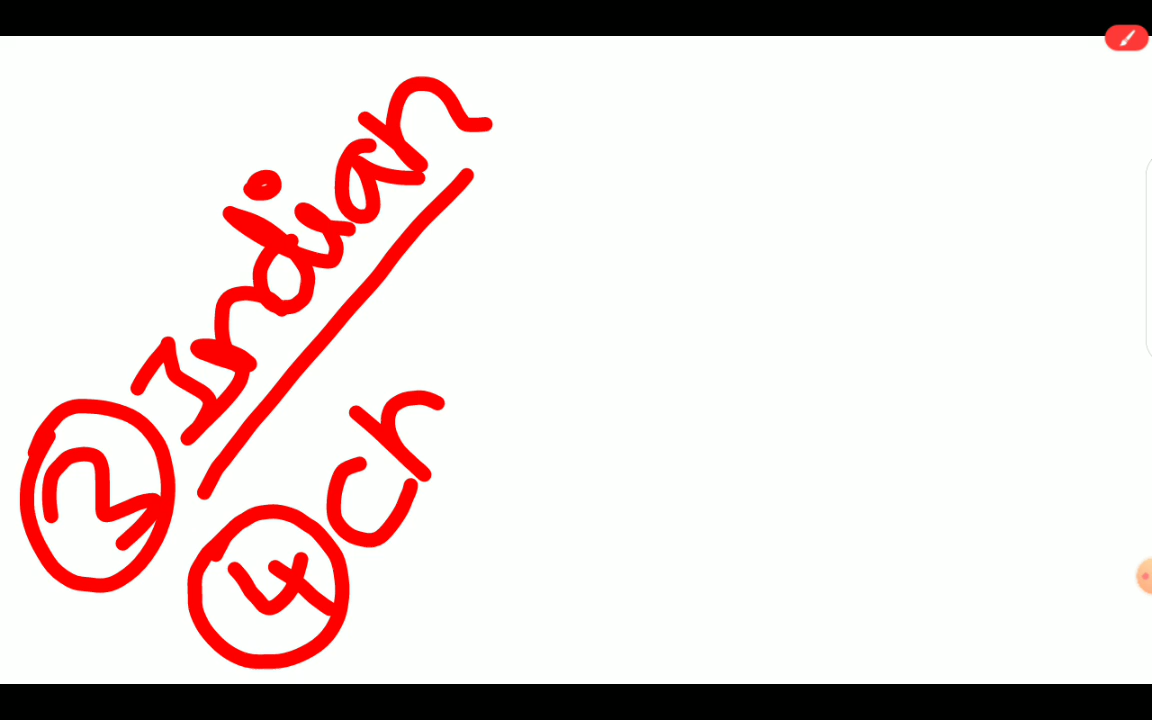 ③ Indian
④ Ch